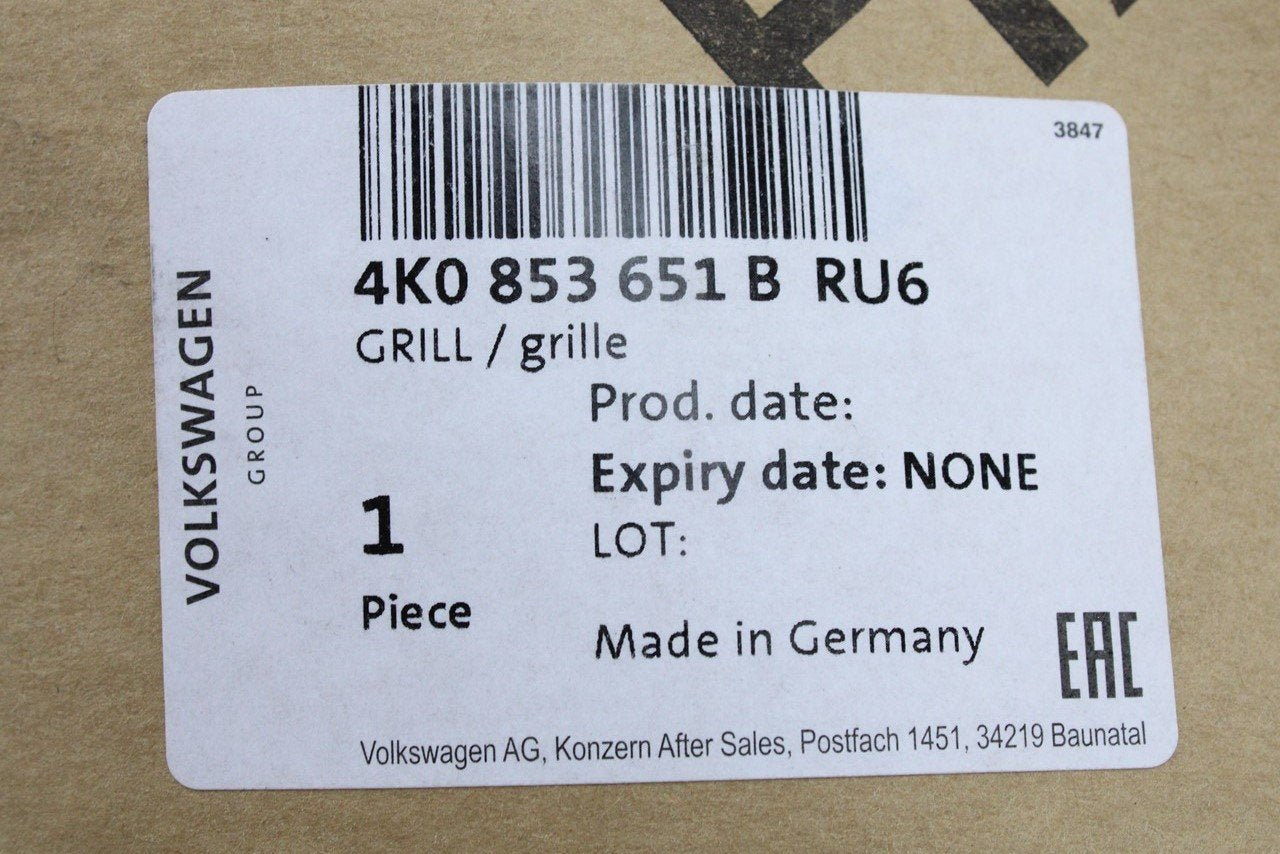 3847
4K0 853 651 B RU6
GRILL / grille
Prod. date:
Expiry date: NONE
LOT:
1
Piece
Made in Germany
EAC
Volkswagen AG, Konzern After Sales, Postfach 1451, 34219 Baunatal
VOLKSWAGEN
GROUP